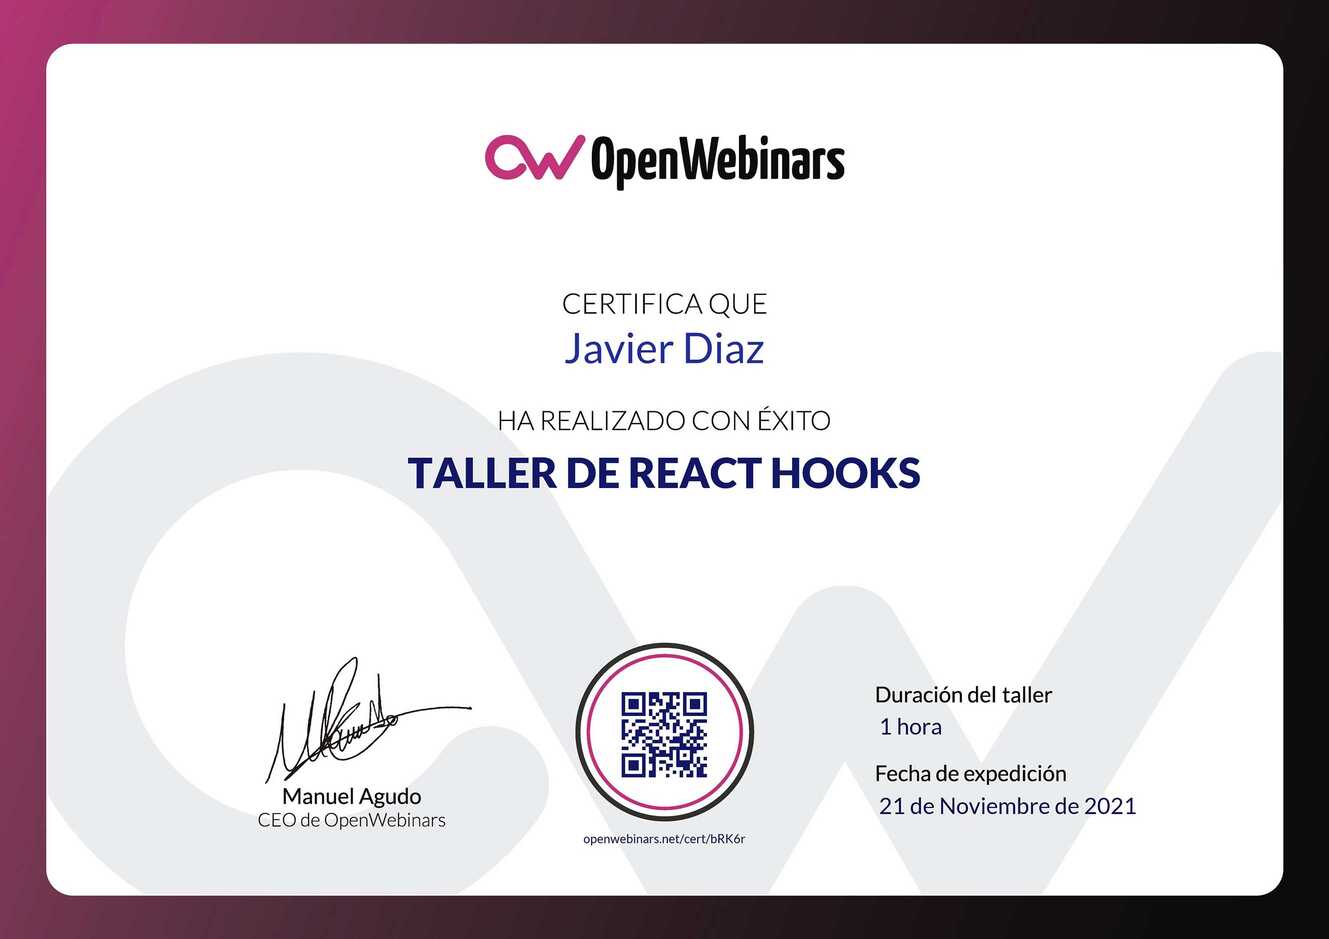 OpenWebinars
CERTIFICA QUE
Javier Diaz
HA REALIZADO CON ÉXITO
TALLER DE REACT HOOKS
Manuel Agudo
CEO de OpenWebinars
openwebinars.net/cert/bRK6r
Duración del taller
1 hora
Fecha de expedición
21 de Noviembre de 2021